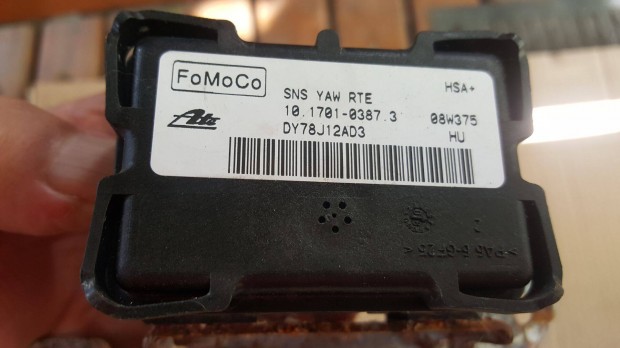 FoMoCo
HSA+
SNS YAW RTE
Ate
10.1701-0387.3
08W375
DY78J12AD3
HU